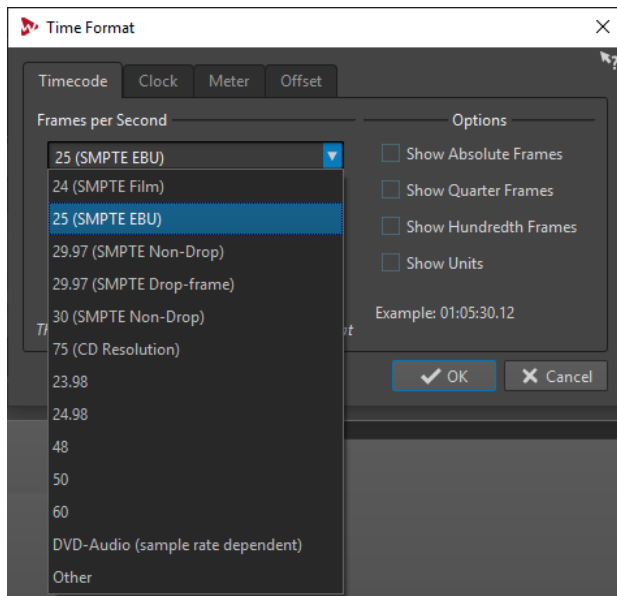 Time Format
Timecode Clock Meter Offset
Frames per Second
25 (SMPTE EBU)
24 (SMPTE Film)
25 (SMPTE EBU)
29.97 (SMPTE Non-Drop)
29.97 (SMPTE Drop-frame)
30 (SMPTE Non-Drop)
75 (CD Resolution)
23.98
24.98
48
50
60
DVD-Audio (sample rate dependent)
Other
Options
Show Absolute Frames
Show Quarter Frames
Show Hundredth Frames
Show Units
Example: 01:05:30.12
OK Cancel